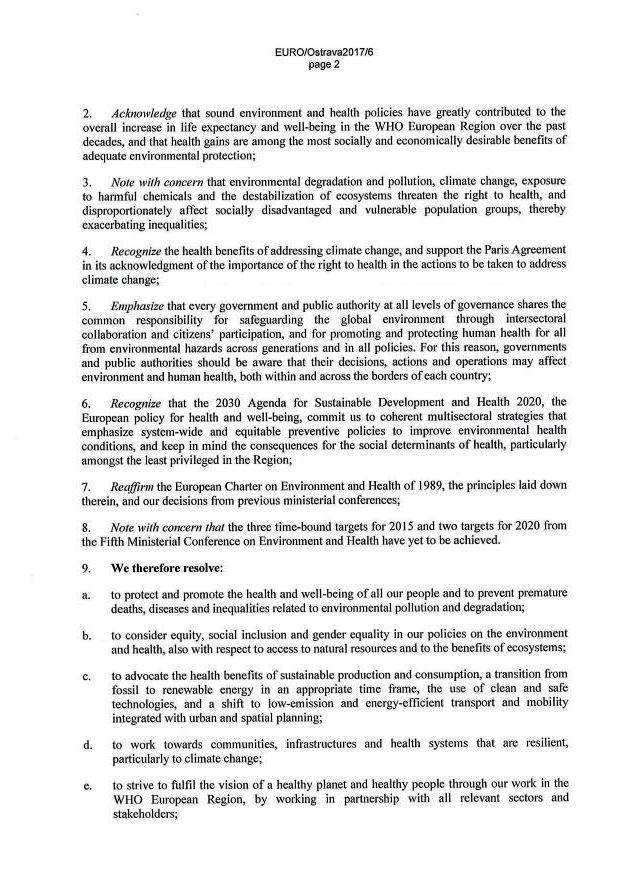 EURO/Ostrava2017/6
page 2
2. Acknowledge that sound environment and health policies have greatly contributed to the
overall increase in life expectancy and well-being in the WHO European Region over the past
decades, and that health gains are among the most socially and economically desirable benefits of
adequate environmental protection;
3. Note with concern that environmental degradation and pollution, climate change, exposure
to harmful chemicals and the destabilization of ecosystems threaten the right to health, and
disproportionately affect socially disadvantaged and vulnerable population groups, thereby
exacerbating inequalities;
4. Recognize the health benefits of addressing climate change, and support the Paris Agreement
in its acknowledgment of the importance of the right to health in the actions to be taken to address
climate change;
5. Emphasize that every government and public authority at all levels of governance shares the
common responsibility for safeguarding the global environment through intersectoral
collaboration and citizens' participation, and for promoting and protecting human health for all
from environmental hazards across generations and in all policies. For this reason, governments
and public authorities should be aware that their decisions, actions and operations may affect
environment and human health, both within and across the borders of each country;
6. Recognize that the 2030 Agenda for Sustainable Development and Health 2020, the
European policy for health and well-being, commit us to coherent multisectoral strategies that
emphasize system-wide and equitable preventive policies to improve environmental health
conditions, and keep in mind the consequences for the social determinants of health, particularly
amongst the least privileged in the Region;
7. Reaffirm the European Charter on Environment and Health of 1989, the principles laid down
therein, and our decisions from previous ministerial conferences;
8. Note with concern that the three time-bound targets for 2015 and two targets for 2020 from
the Fifth Ministerial Conference on Environment and Health have yet to be achieved.
9. We therefore resolve:
a. to protect and promote the health and well-being of all our people and to prevent premature
deaths, diseases and inequalities related to environmental pollution and degradation;
b. to consider equity, social inclusion and gender equality in our policies on the environment
and health, also with respect to access to natural resources and to the benefits of ecosystems;
c. to advocate the health benefits of sustainable production and consumption, a transition from
fossil to renewable energy in an appropriate time frame, the use of clean and safe
technologies, and a shift to low-emission and energy-efficient transport and mobility
integrated with urban and spatial planning;
d. to work towards communities, infrastructures and health systems that are resilient,
particularly to climate change;
e. to strive to fulfil the vision of a healthy planet and healthy people through our work in the
WHO European Region, by working in partnership with all relevant sectors and
stakeholders;